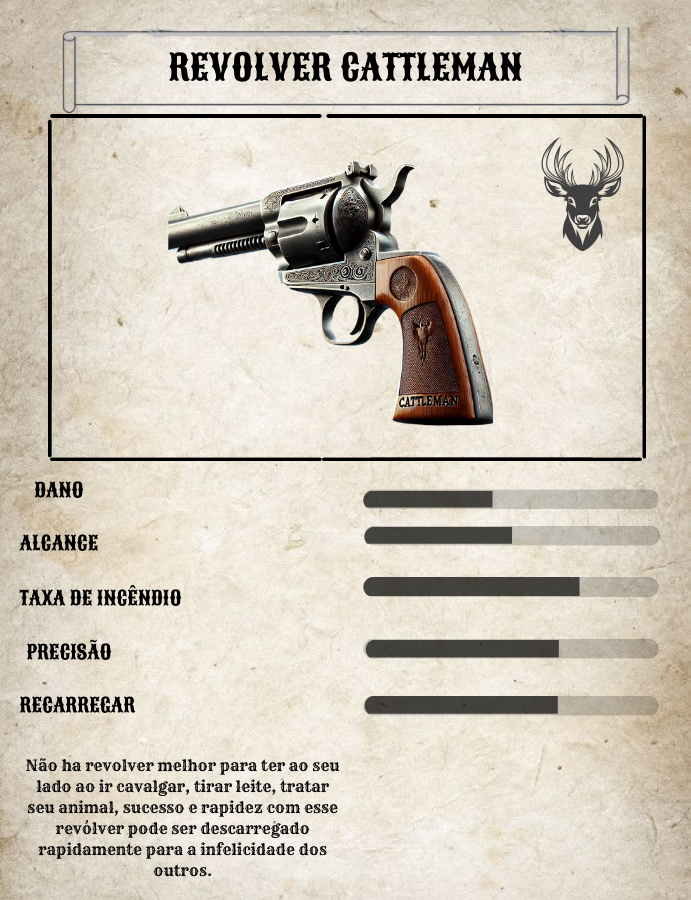 REVOLVER CATTLEMAN
CATTLEMAN
DANO
ALCANCE
TAXA DE INCÊNDIO
PRECISÃO
RECARREGAR
Não ha revolver melhor para ter ao seu
lado ao ir cavalgar, tirar leite, tratar
seu animal, sucesso e rapidez com esse
revólver pode ser descarregado
rapidamente para a infelicidade dos
outros.